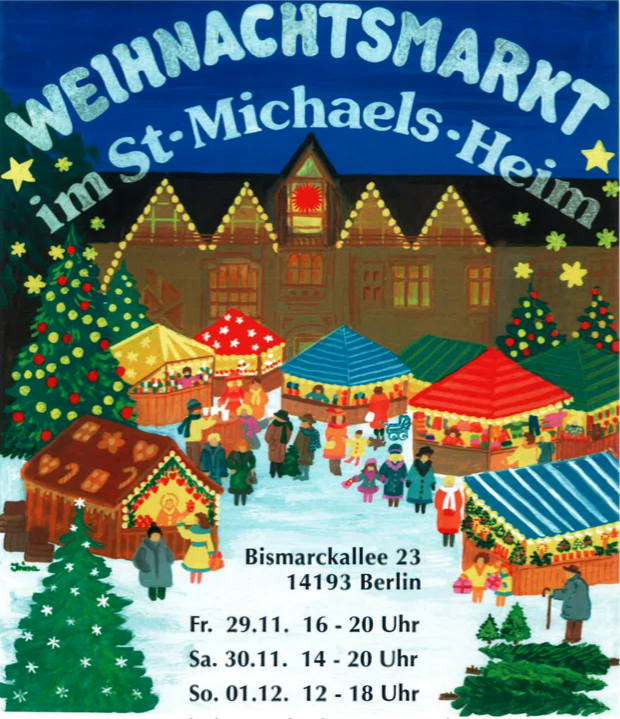 WEIHNACHTSMARKT
im St-Michaels-Heim
Irina
Bismarckallee 23
14193 Berlin
Fr. 29.11. 16 - 20 Uhr
Sa. 30.11. 14 - 20 Uhr
So. 01.12. 12 - 18 Uhr